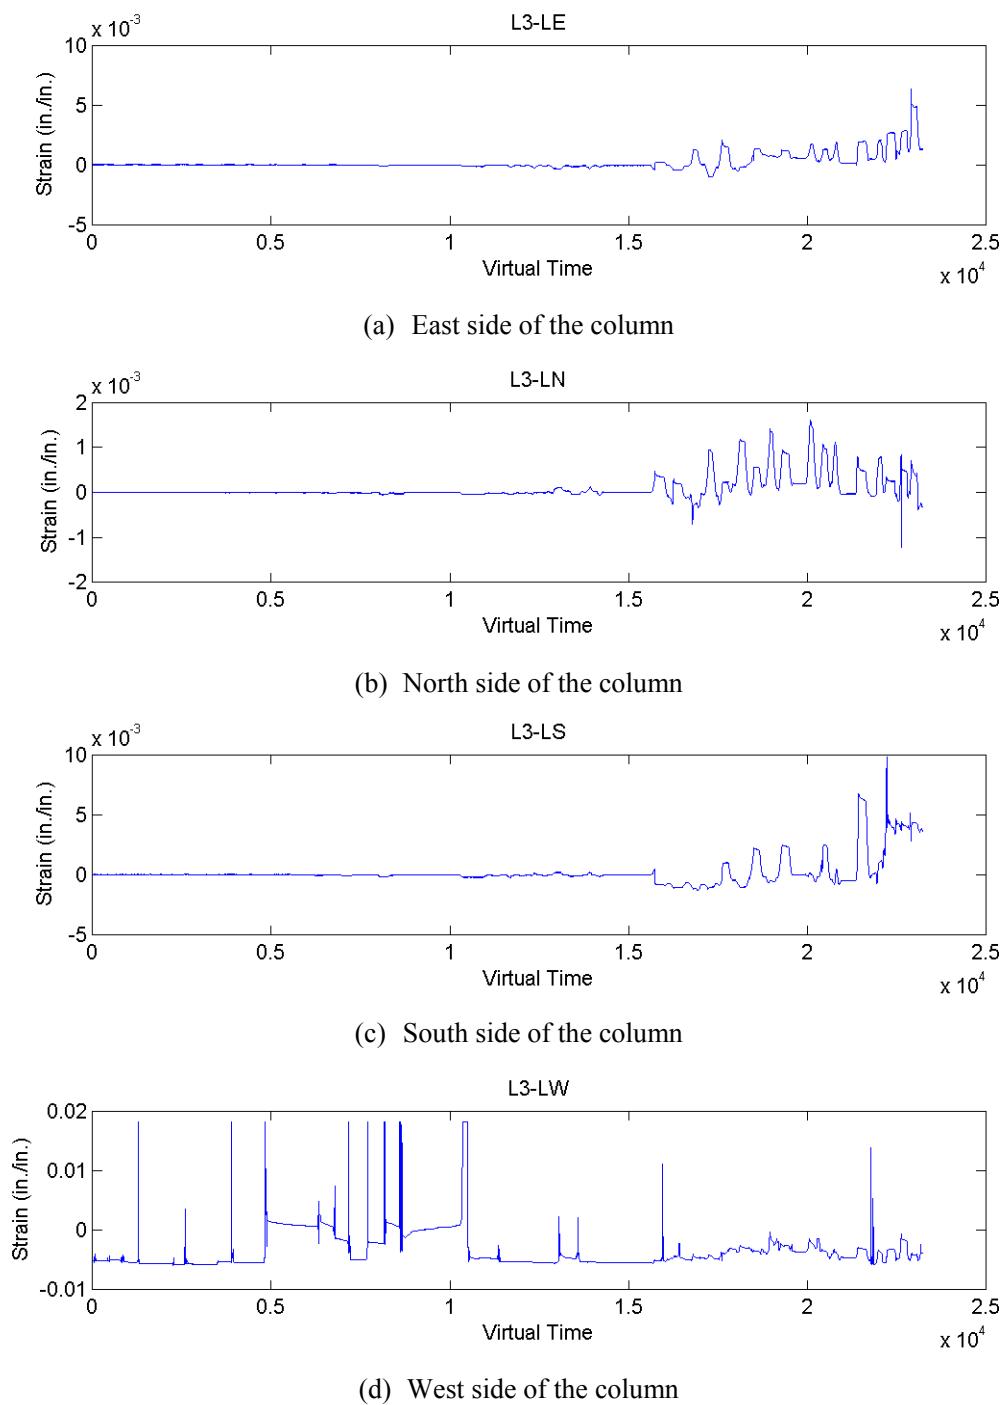 L3-LE
x 10^-3
10
5
0
-5
Strain (in./in.)
0 0.5 1 1.5 2 2.5
Virtual Time
x 10^4
(a) East side of the column
L3-LN
x 10^-3
2
1
0
-1
-2
Strain (in./in.)
0 0.5 1 1.5 2 2.5
Virtual Time
x 10^4
(b) North side of the column
L3-LS
x 10^-3
10
5
0
-5
Strain (in./in.)
0 0.5 1 1.5 2 2.5
Virtual Time
x 10^4
(c) South side of the column
L3-LW
0.02
0.01
0
-0.01
Strain (in./in.)
0 0.5 1 1.5 2 2.5
Virtual Time
x 10^4
(d) West side of the column